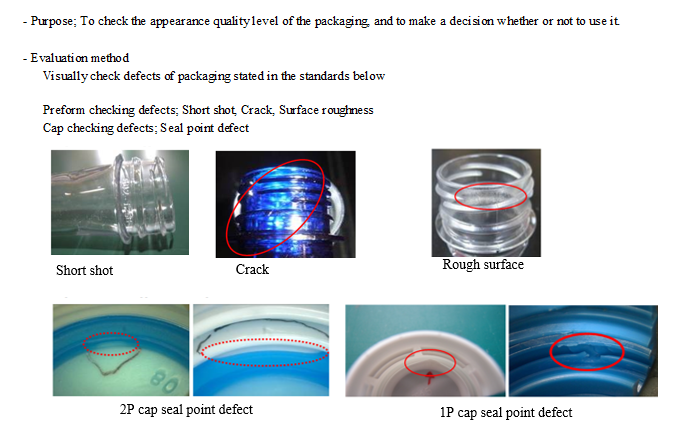 - Purpose; To check the appearance quality level of the packaging, and to make a decision whether or not to use it.
- Evaluation method
Visually check defects of packaging stated in the standards below
Preform checking defects; Short shot, Crack, Surface roughness
Cap checking defects; Seal point defect
Short shot
Crack
Rough surface
80
2P cap seal point defect
1P cap seal point defect